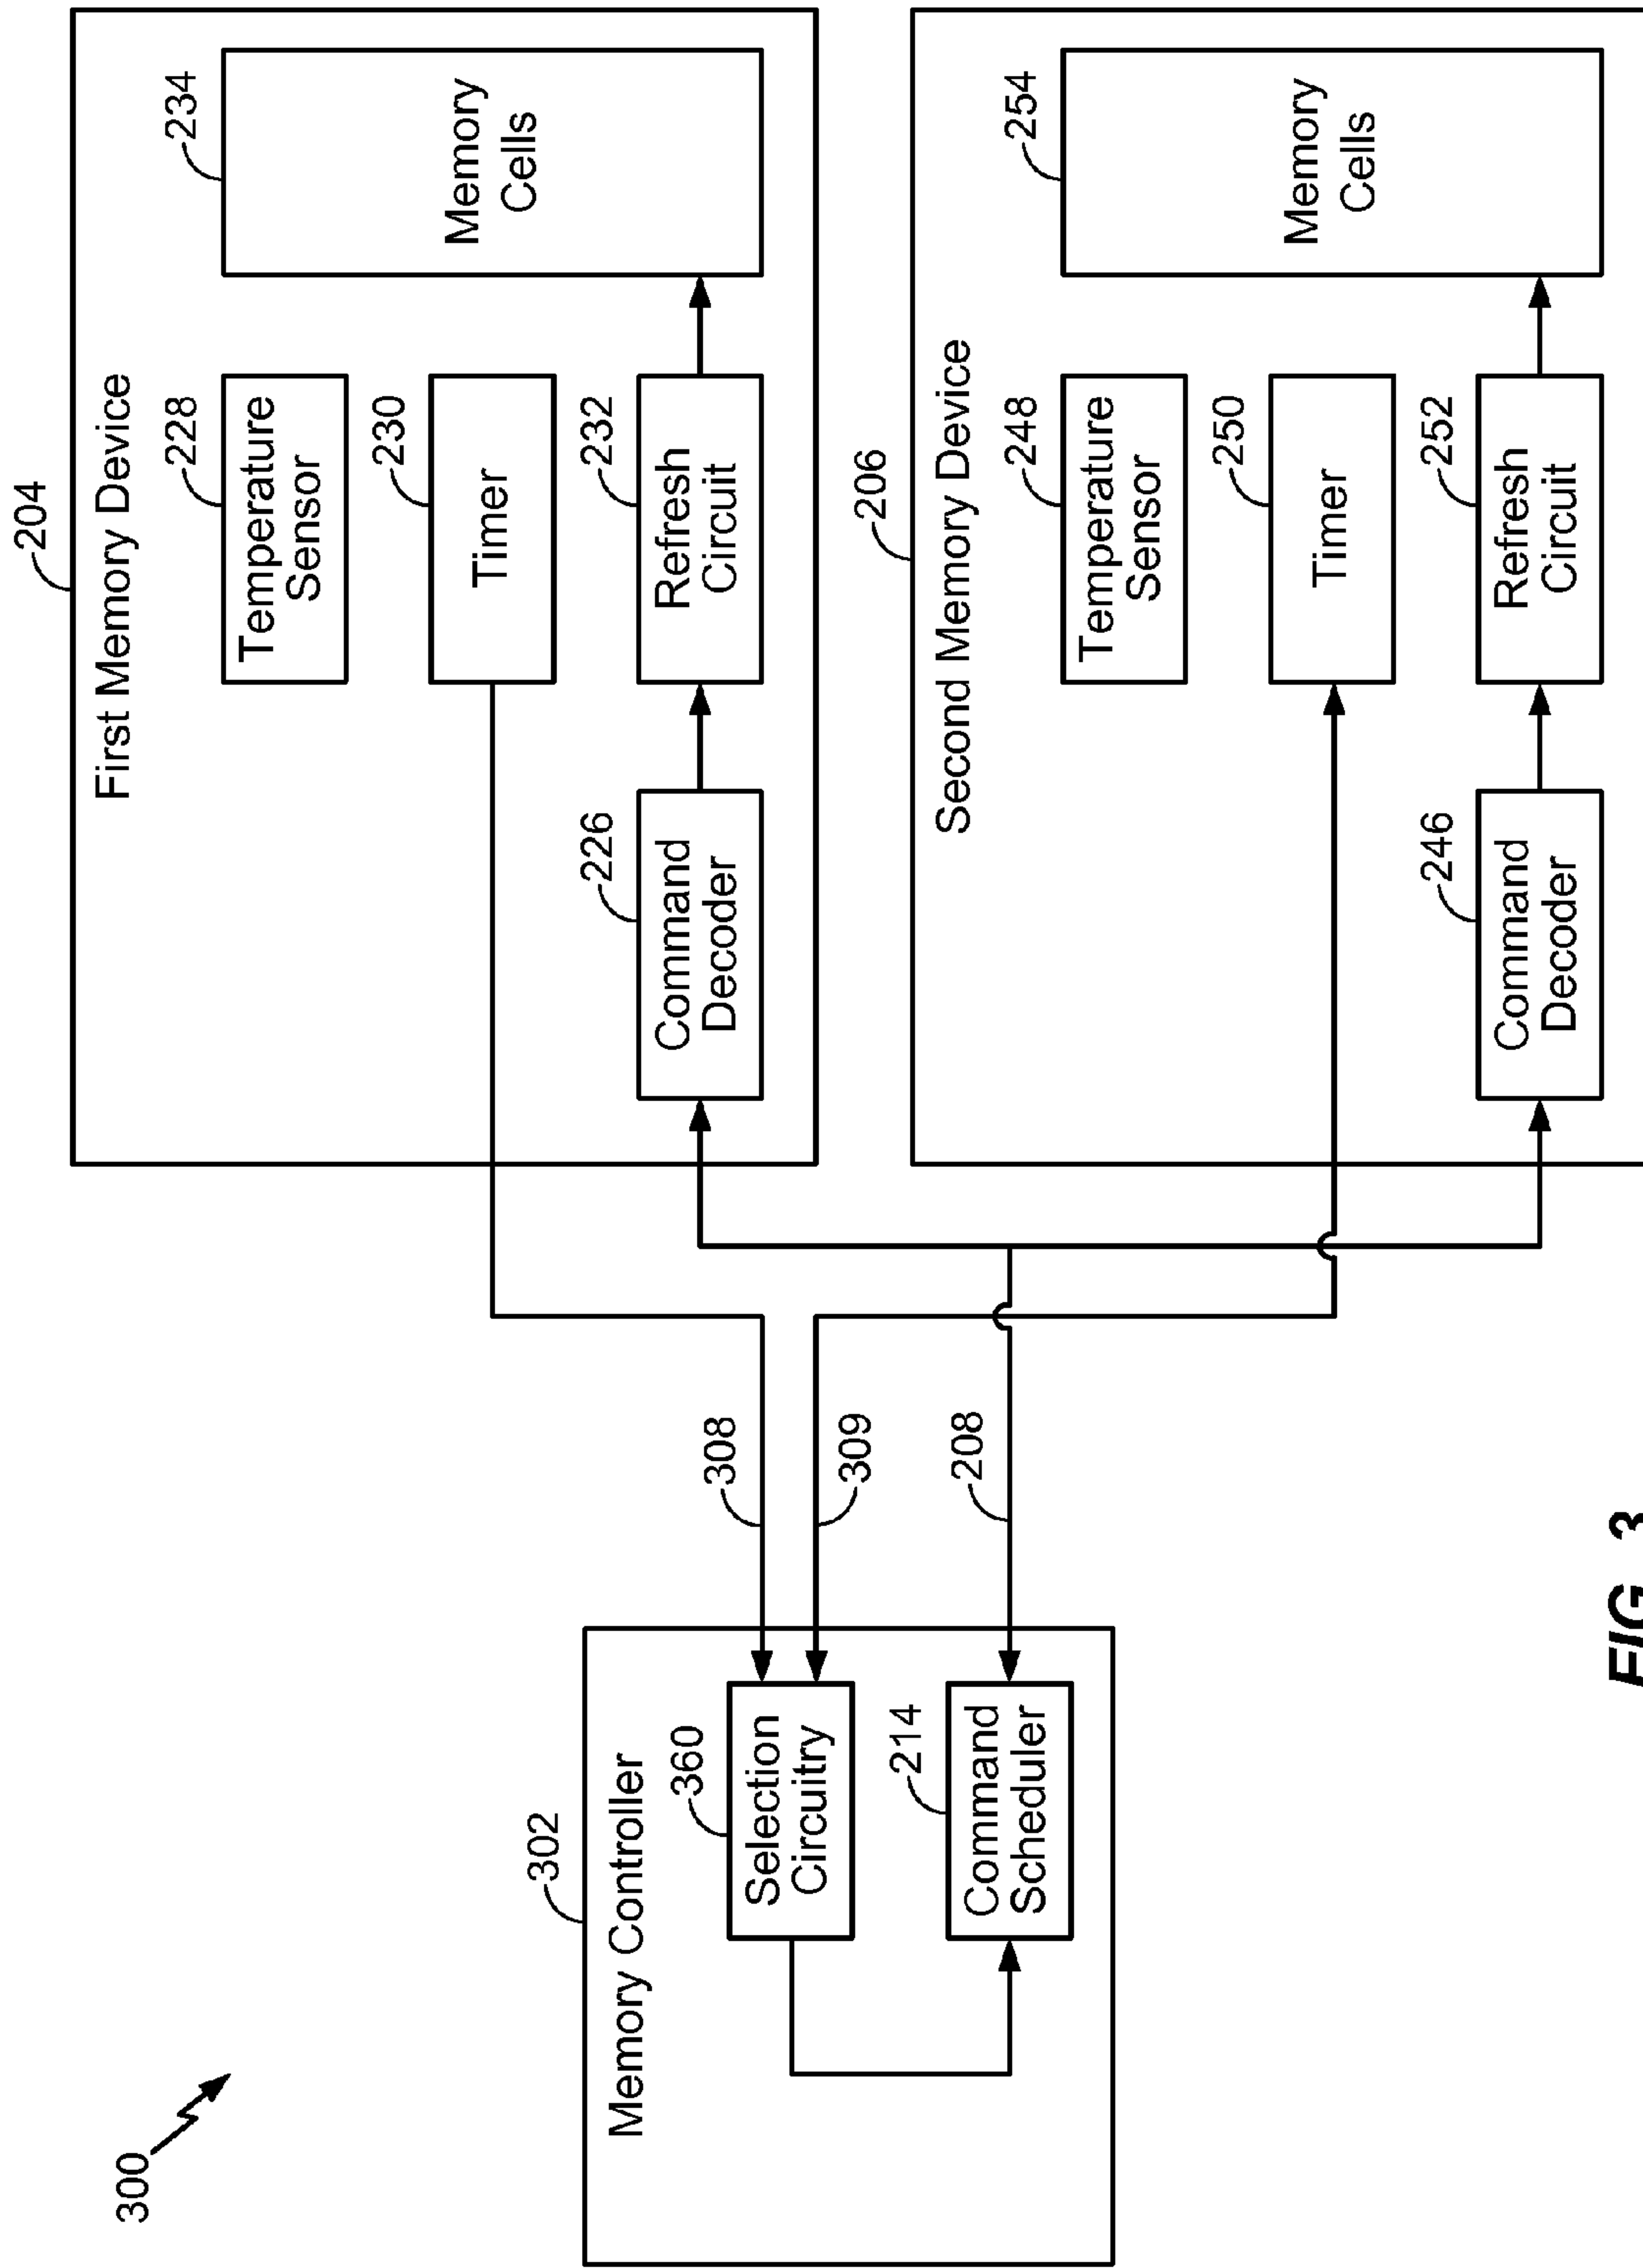 300
302
Memory Controller
360
Selection
Circuitry
214
Command
Scheduler
308
309
208
204
First Memory Device
228
Temperature
Sensor
230
Timer
226
Command
Decoder
232
Refresh
Circuit
234
Memory
Cells
206
Second Memory Device
248
Temperature
Sensor
250
Timer
246
Command
Decoder
252
Refresh
Circuit
254
Memory
Cells
FIG. 3